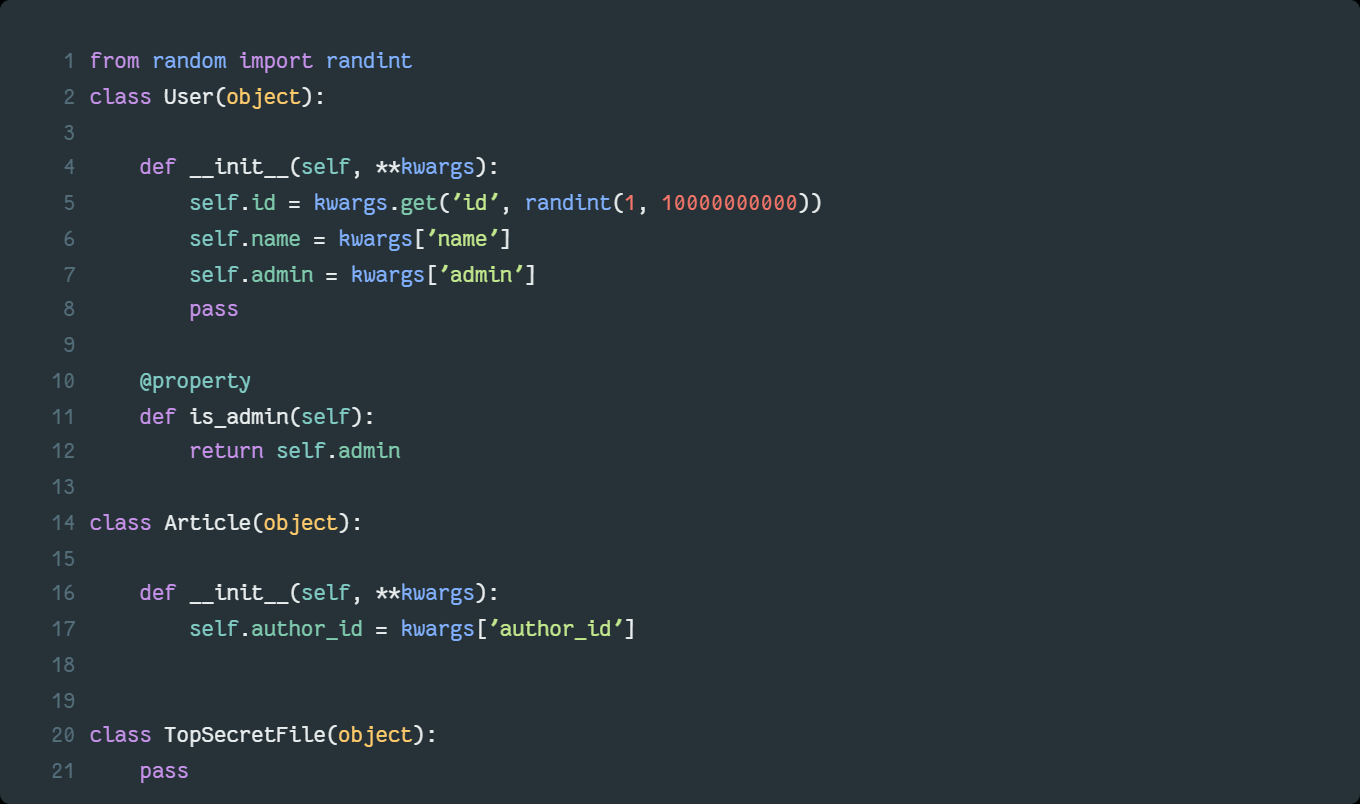 1 from random import randint
2 class User(object):
3
4     def __init__(self, **kwargs):
5         self.id = kwargs.get('id', randint(1, 10000000000))
6         self.name = kwargs['name']
7         self.admin = kwargs['admin']
8         pass
9
10     @property
11     def is_admin(self):
12         return self.admin
13
14 class Article(object):
15
16     def __init__(self, **kwargs):
17         self.author_id = kwargs['author_id']
18
19
20 class TopSecretFile(object):
21     pass